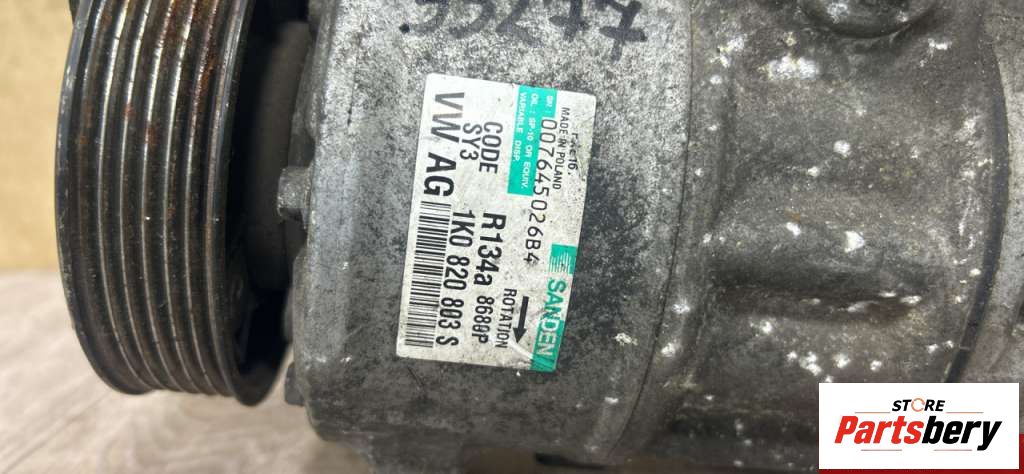 SANDEN
SN : 007645026B4
MADE IN POLAND
OIL : SP-10 OR EQUIV.
VARIABLE DISP.
ROTATION
R134a 8680P
CODE
SY3
1K0 820 803 S
VW AG
STORE
Partsbery